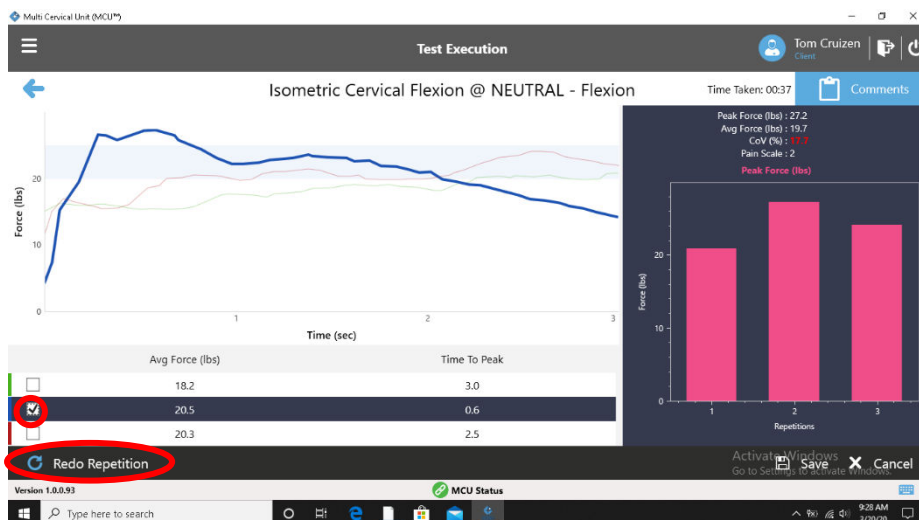 Multi Cervical Unit (MCU™)
Test Execution
Tom Cruizen
Client
Isometric Cervical Flexion @ NEUTRAL - Flexion
Time Taken: 00:37
Comments
Peak Force (lbs) : 27.2
Avg Force (lbs) : 19.7
CoV (%) : 17.7
Pain Scale : 2
Peak Force (lbs)
Force (lbs)
20
10
0
1
2
3
Time (sec)
Force (lbs)
20
10
0
1
2
3
Repetitions
Avg Force (lbs) Time To Peak
18.2 3.0
20.5 0.6
20.3 2.5
Redo Repetition
Activate Windows
Go to Settings to activate Windows.
Save
Cancel
Version 1.0.0.93
MCU Status
Type here to search
9:28 AM
3/20/20